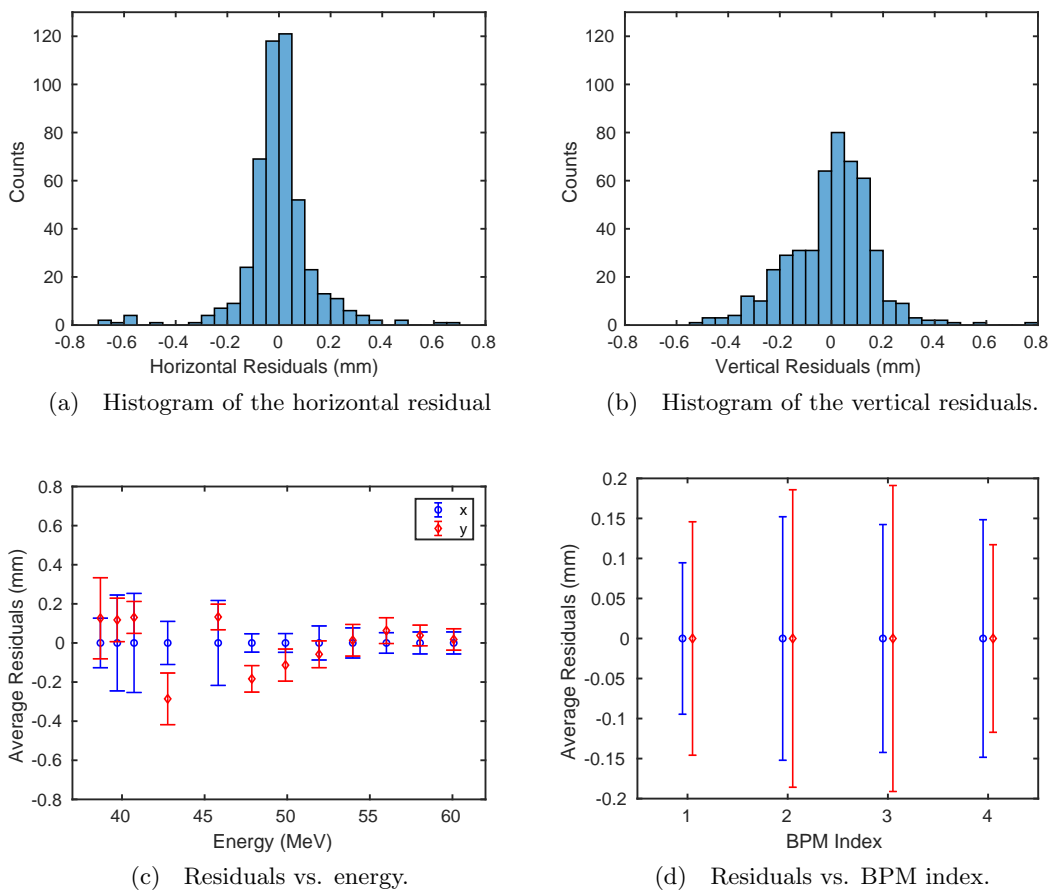 120
100
80
60
40
20
0
Counts
-0.8 -0.6 -0.4 -0.2 0 0.2 0.4 0.6 0.8
Horizontal Residuals (mm)
(a) Histogram of the horizontal residual
120
100
80
60
40
20
0
Counts
-0.8 -0.6 -0.4 -0.2 0 0.2 0.4 0.6 0.8
Vertical Residuals (mm)
(b) Histogram of the vertical residuals.
0.8
0.6
0.4
0.2
0
-0.2
-0.4
-0.6
-0.8
Average Residuals (mm)
x
y
40 45 50 55 60
Energy (MeV)
(c) Residuals vs. energy.
0.2
0.15
0.1
0.05
0
-0.05
-0.1
-0.15
-0.2
Average Residuals (mm)
1 2 3 4
BPM Index
(d) Residuals vs. BPM index.